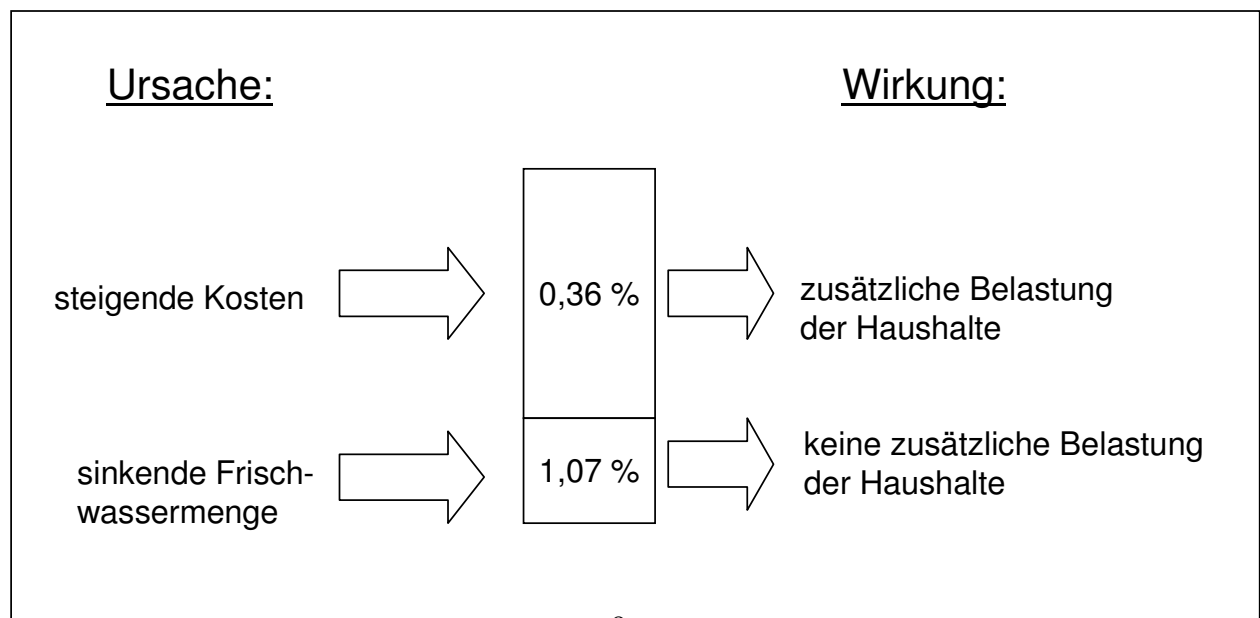 Ursache:
Wirkung:
steigende Kosten
0,36 %
zusätzliche Belastung
der Haushalte
sinkende Frisch-
wassermenge
1,07 %
keine zusätzliche Belastung
der Haushalte